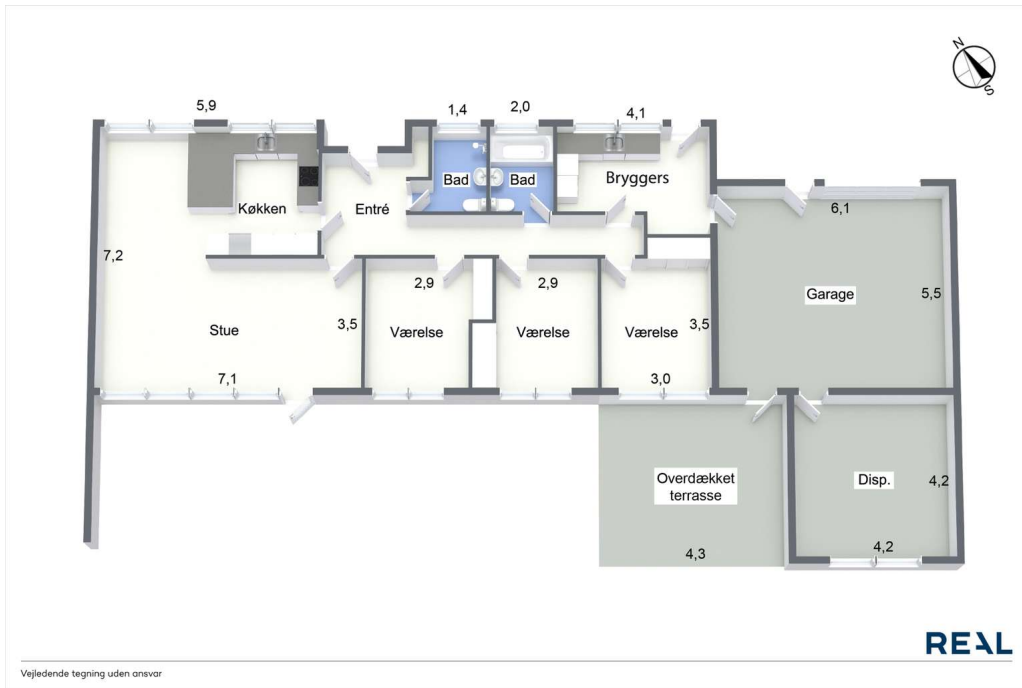 N
S
5,9
1,4
2,0
4,1
Bad
Bad
Bryggers
Køkken
Entré
6,1
7,2
2,9
2,9
Garage
5,5
Stue
3,5
Værelse
Værelse
Værelse
3,5
7,1
3,0
Overdækket
terrasse
Disp.
4,2
4,3
4,2
REAL
Vejledende tegning uden ansvar